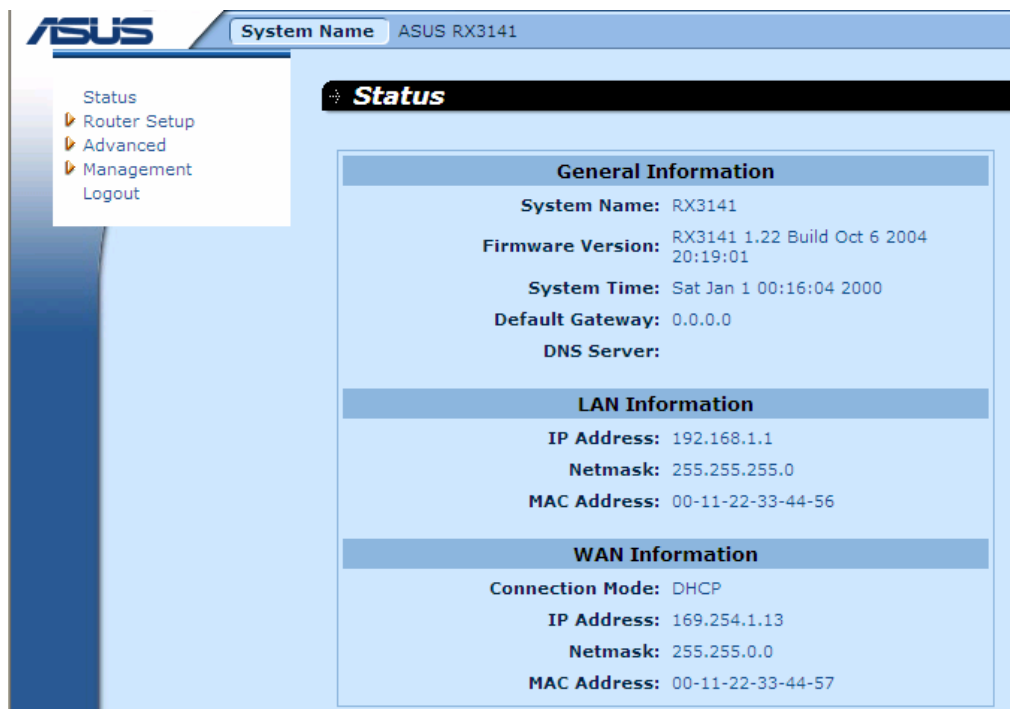 ASUS
System Name ASUS RX3141
Status
Router Setup
Advanced
Management
Logout
Status
General Information
System Name: RX3141
Firmware Version: RX3141 1.22 Build Oct 6 2004
20:19:01
System Time: Sat Jan 1 00:16:04 2000
Default Gateway: 0.0.0.0
DNS Server:
LAN Information
IP Address: 192.168.1.1
Netmask: 255.255.255.0
MAC Address: 00-11-22-33-44-56
WAN Information
Connection Mode: DHCP
IP Address: 169.254.1.13
Netmask: 255.255.0.0
MAC Address: 00-11-22-33-44-57